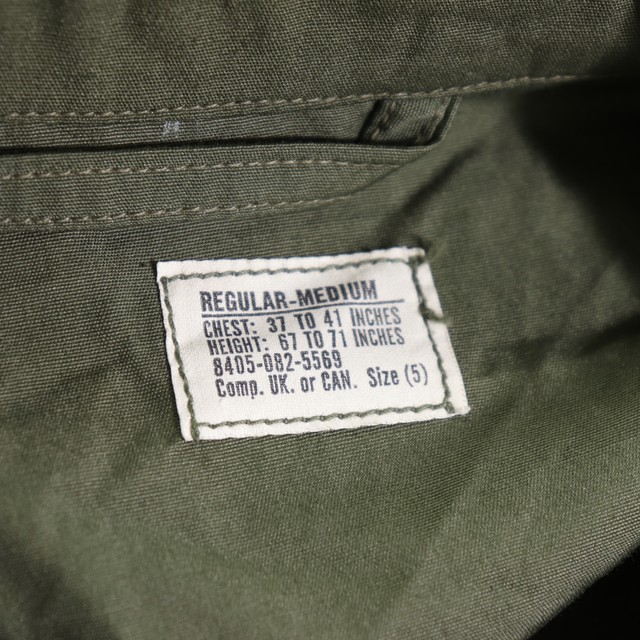 REGULAR-MEDIUM
CHEST: 37 TO 41 INCHES
HEIGHT: 67 TO 71 INCHES
8405-082-5569
Comp. UK. or CAN. Size (5)